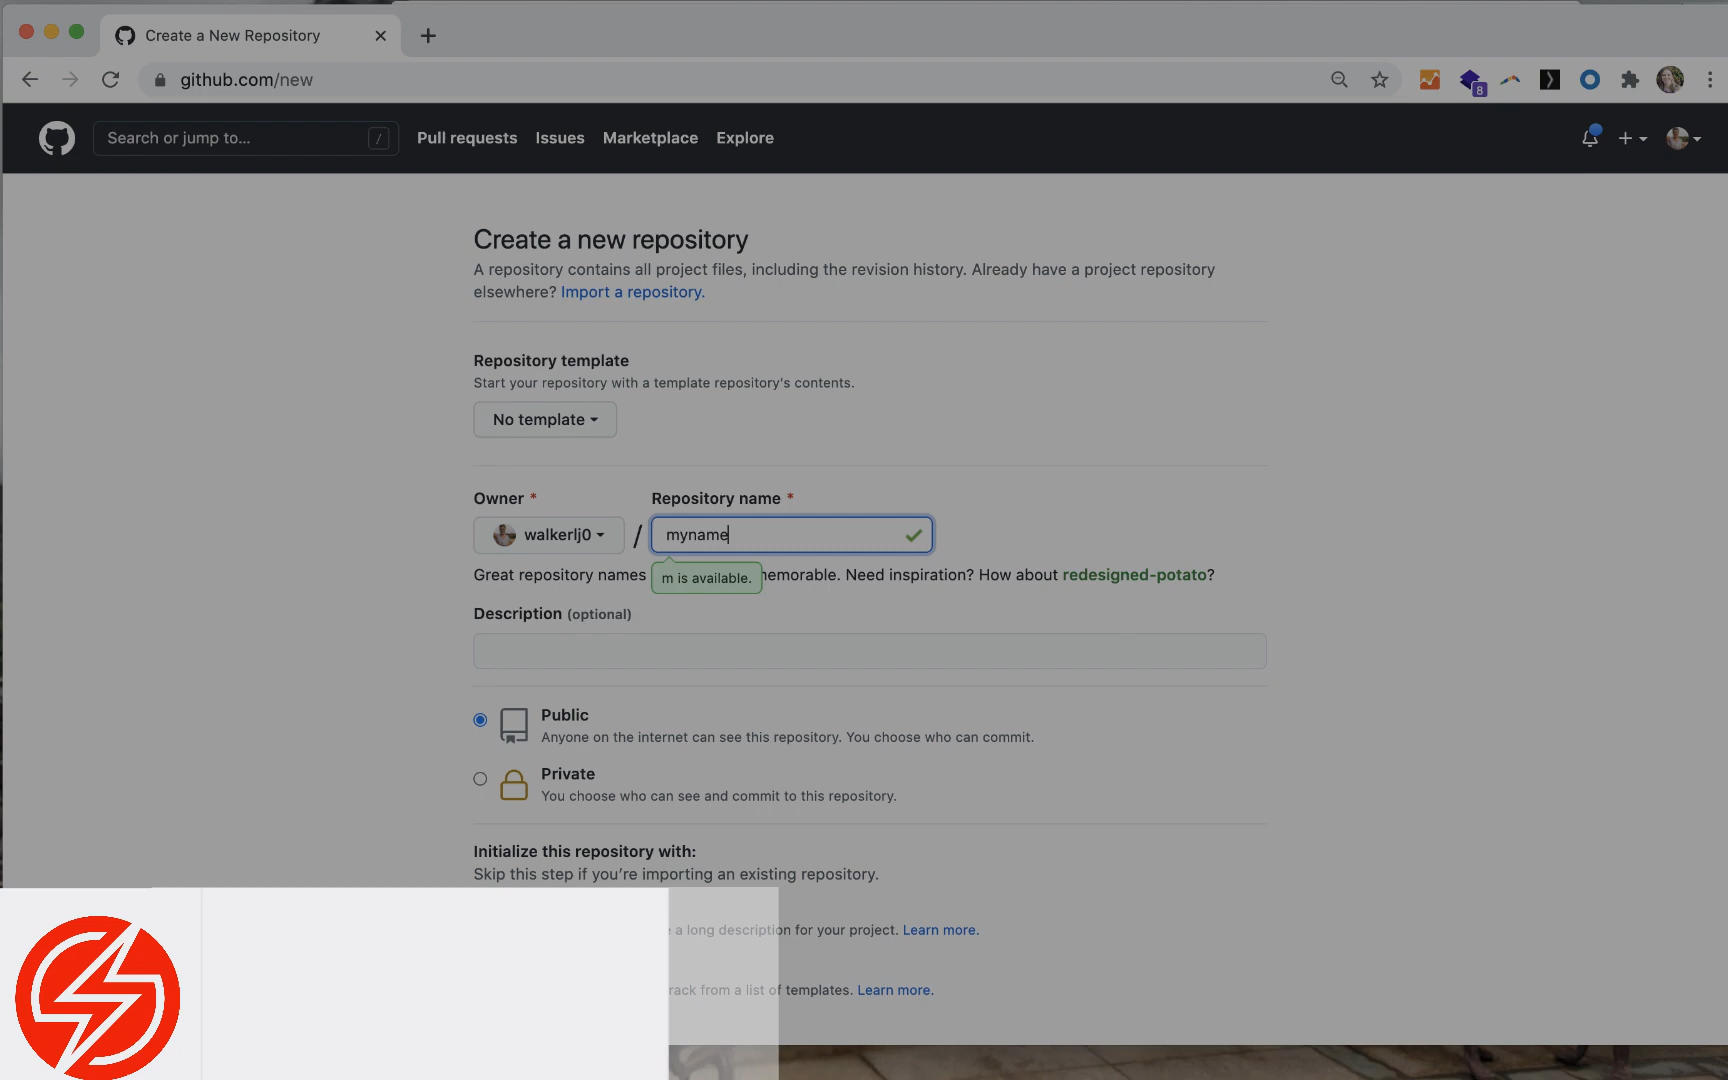 Create a New Repository
github.com/new
8
Search or jump to...
/
Pull requests
Issues
Marketplace
Explore
Create a new repository
A repository contains all project files, including the revision history. Already have a project repository
elsewhere? Import a repository.
Repository template
Start your repository with a template repository's contents.
No template
Owner *
Repository name *
walkerlj0
/
myname
Great repository names
emorable. Need inspiration? How about redesigned-potato?
m is available.
Description (optional)
Public
Anyone on the internet can see this repository. You choose who can commit.
Private
You choose who can see and commit to this repository.
Initialize this repository with:
Skip this step if you're importing an existing repository.
a long description for your project. Learn more.
rack from a list of templates. Learn more.